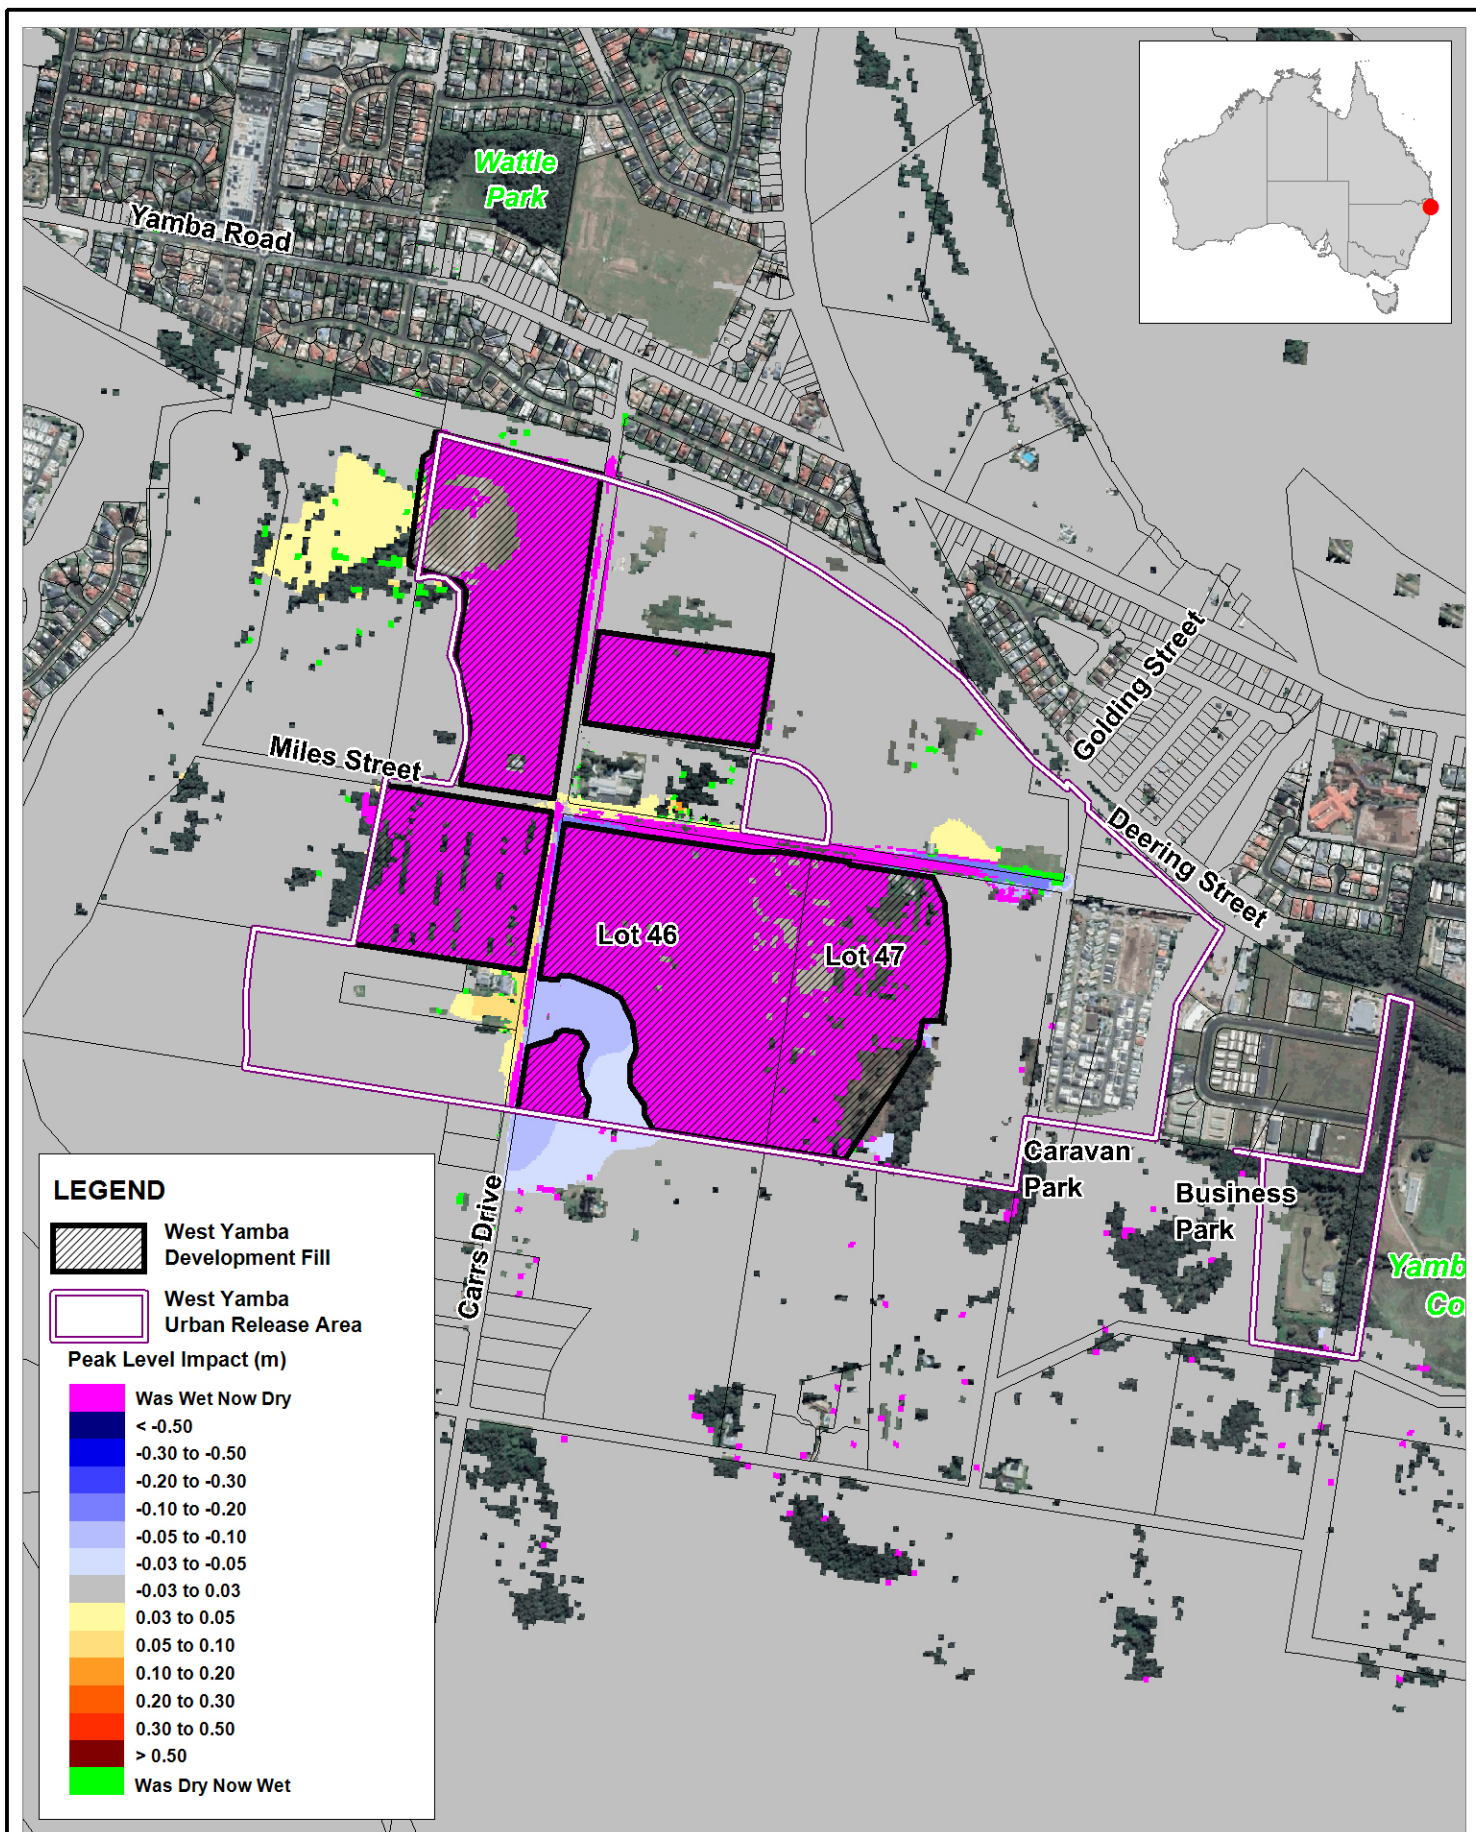 Wattle
Park
Yamba Road
Miles Street
Golding Street
Deering Street
Lot 46
Lot 47
Caravan
Park
Business
Park
Yamb
Co
Carrs Drive
LEGEND
West Yamba
Development Fill
West Yamba
Urban Release Area
Peak Level Impact (m)
Was Wet Now Dry
< -0.50
-0.30 to -0.50
-0.20 to -0.30
-0.10 to -0.20
-0.05 to -0.10
-0.03 to -0.05
-0.03 to 0.03
0.03 to 0.05
0.05 to 0.10
0.10 to 0.20
0.20 to 0.30
0.30 to 0.50
> 0.50
Was Dry Now Wet